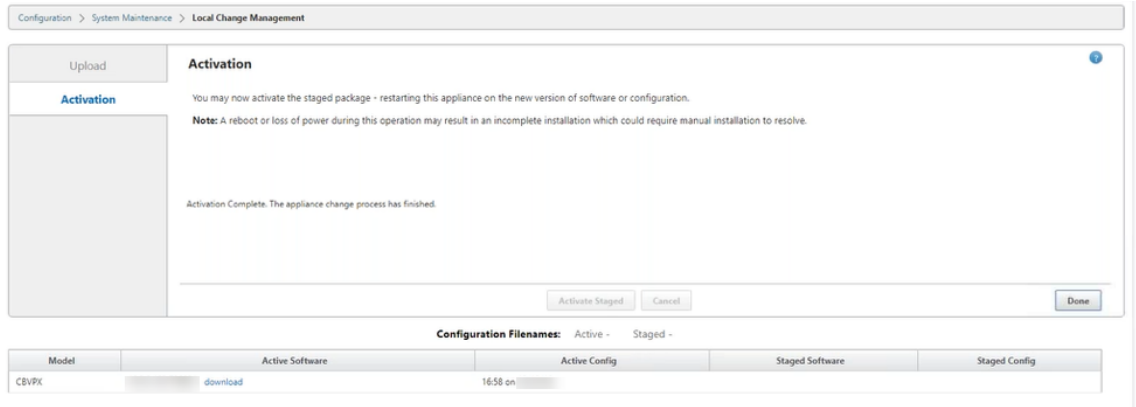 Configuration > System Maintenance > Local Change Management
Upload
Activation
Activation
You may now activate the staged package - restarting this appliance on the new version of software or configuration.
Note: A reboot or loss of power during this operation may result in an incomplete installation which could require manual installation to resolve.
Activation Complete. The appliance change process has finished.
Activate Staged Cancel Done
Configuration Filenames: Active - Staged -
Model Active Software Active Config Staged Software Staged Config
CBVPX download 16:58 on